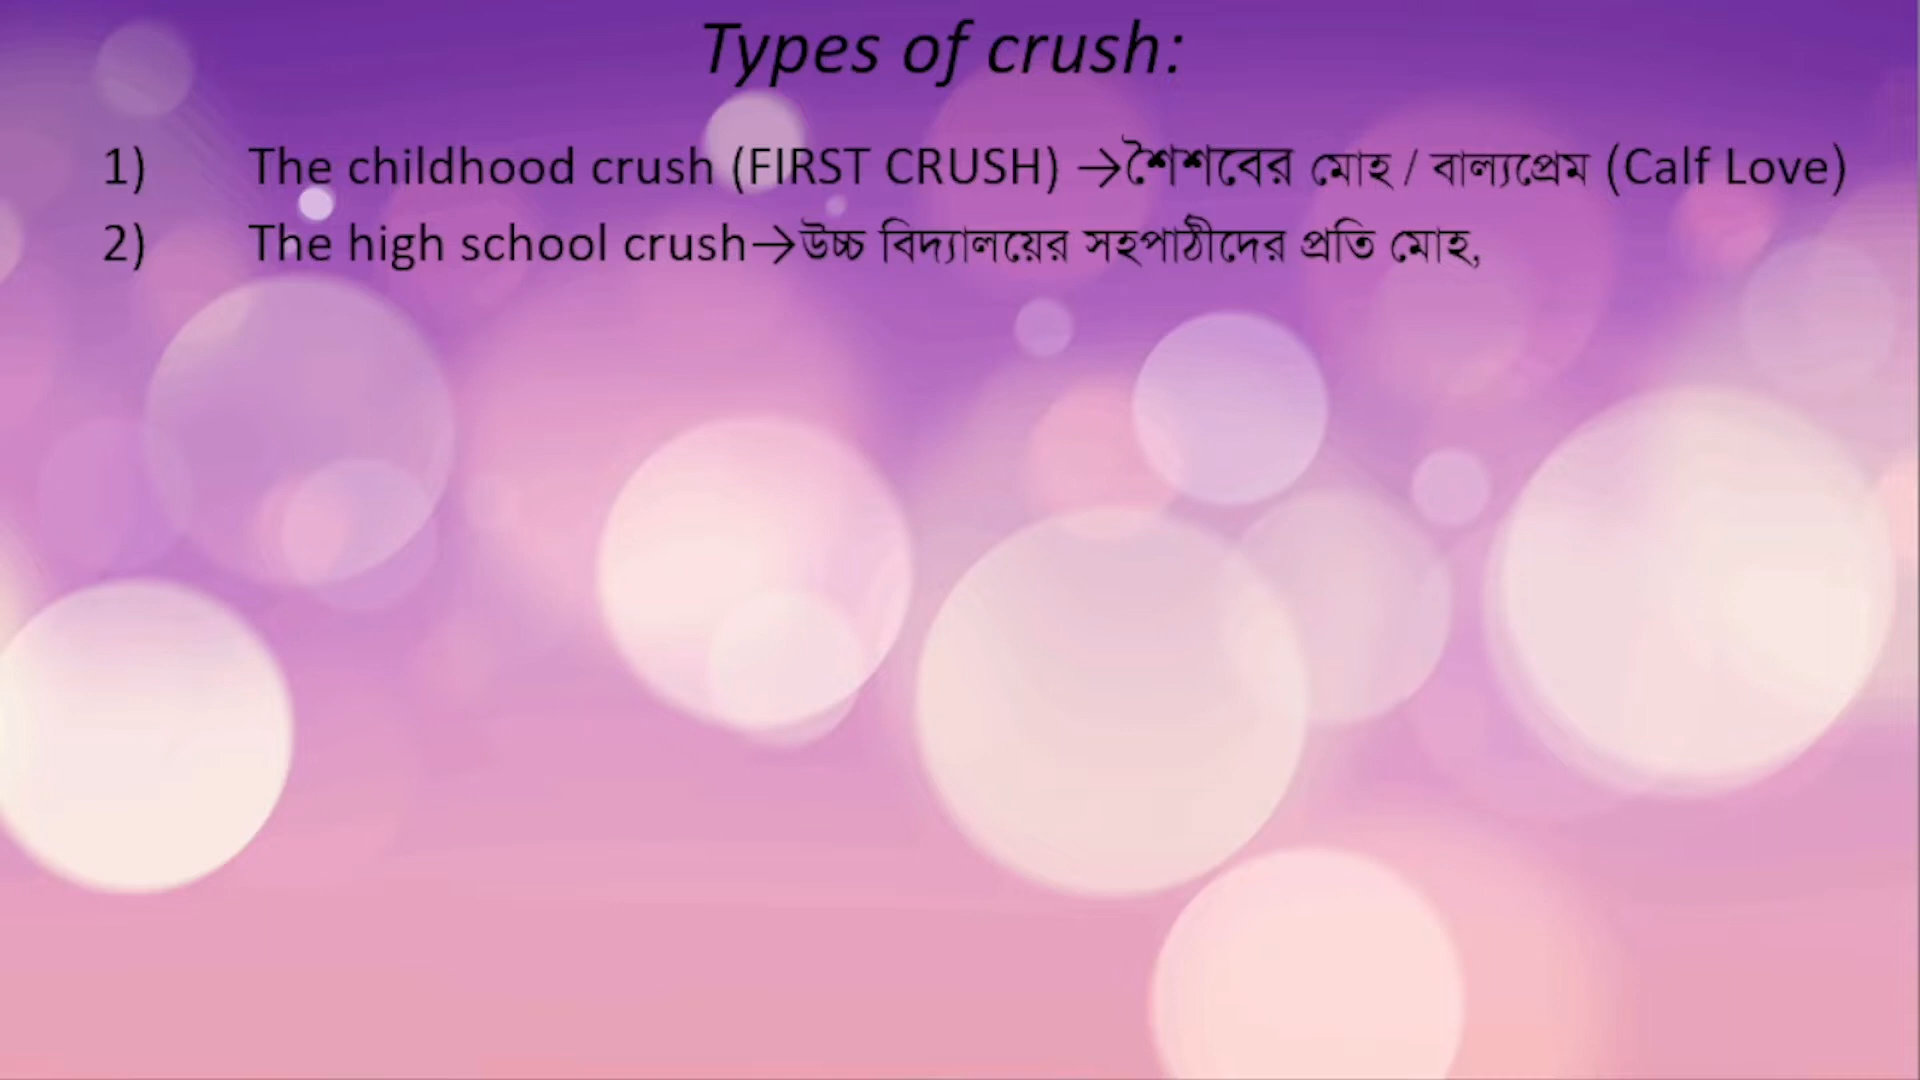 Types of crush:
1) The childhood crush (FIRST CRUSH) →শৈশবের মোহ / বাল্যপ্রেম (Calf Love)
2) The high school crush→উচ্চ বিদ্যালয়ের সহপাঠীদের প্রতি মোহ,